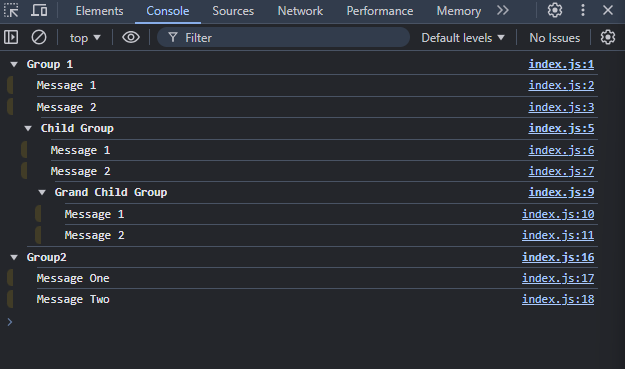 Elements Console Sources Network Performance Memory
top Filter Default levels No Issues
Group 1 index.js:1
Message 1 index.js:2
Message 2 index.js:3
Child Group index.js:5
Message 1 index.js:6
Message 2 index.js:7
Grand Child Group index.js:9
Message 1 index.js:10
Message 2 index.js:11
Group2 index.js:16
Message One index.js:17
Message Two index.js:18